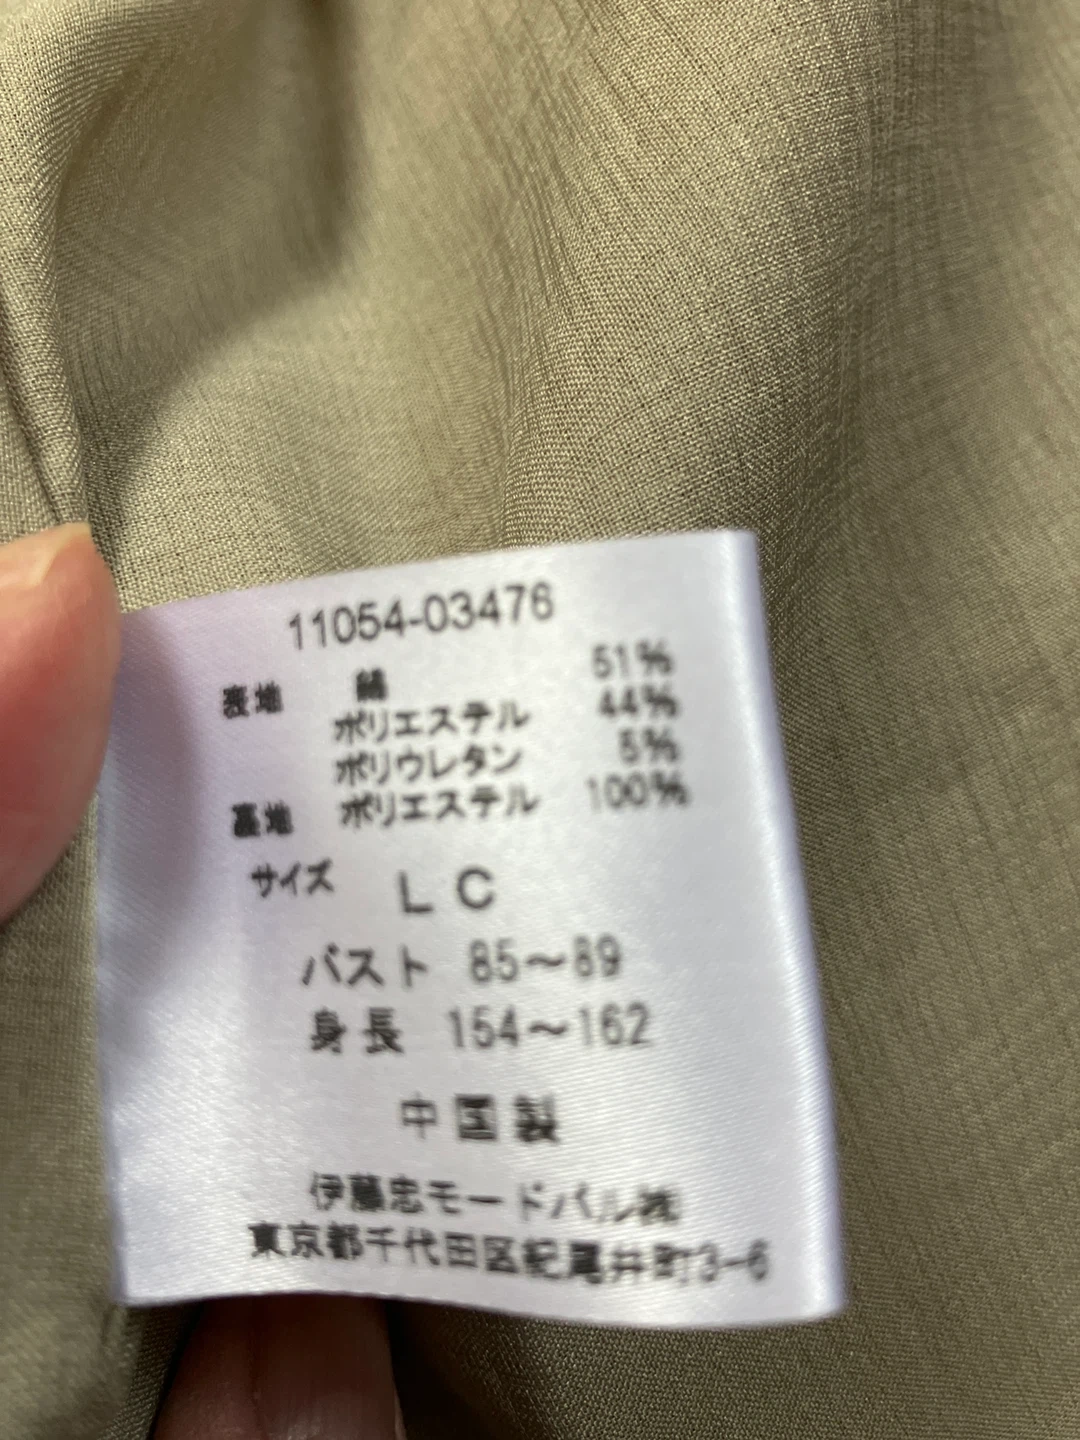 11054-03476
表地 綿 51%
ポリエステル 44%
ポリウレタン 5%
裏地 ポリエステル 100%
サイズ LC
バスト 85～89
身長 154～162
中国製
伊藤忠モードパル㈱
東京都千代田区紀尾井町3-6